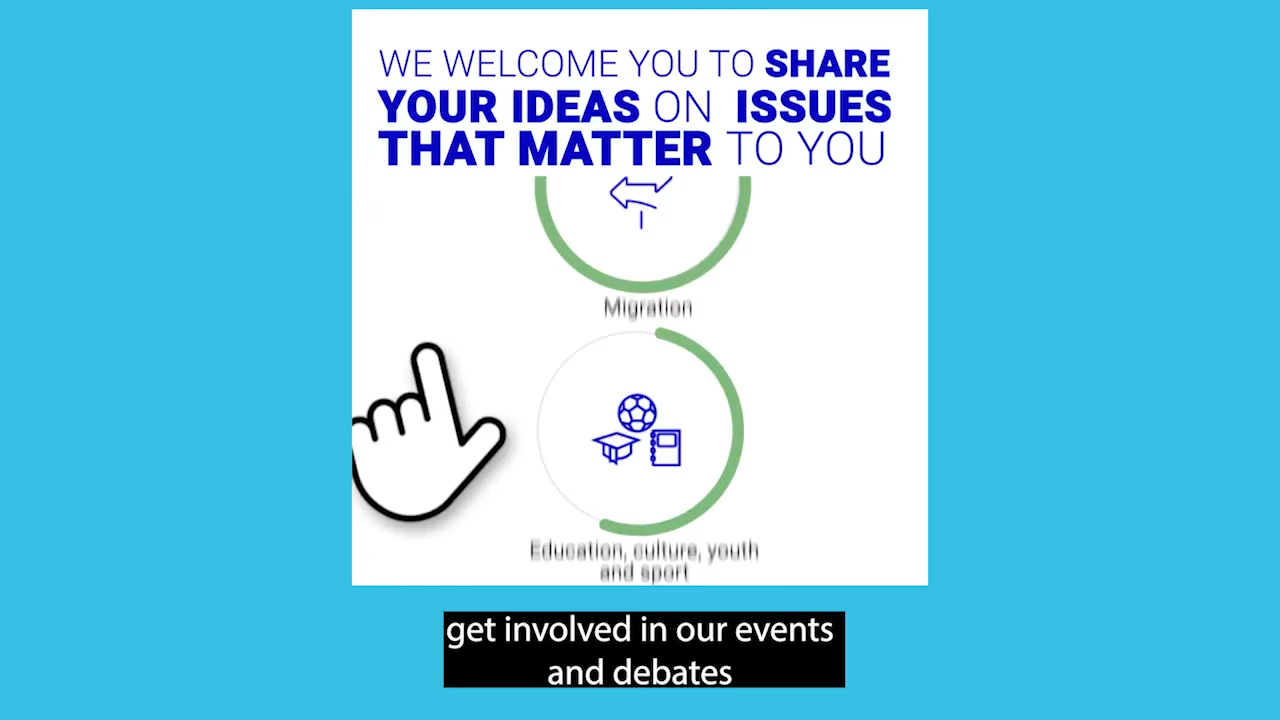 WE WELCOME YOU TO SHARE
YOUR IDEAS ON ISSUES
THAT MATTER TO YOU
Migration
Education, culture, youth
and sport
get involved in our events
and debates